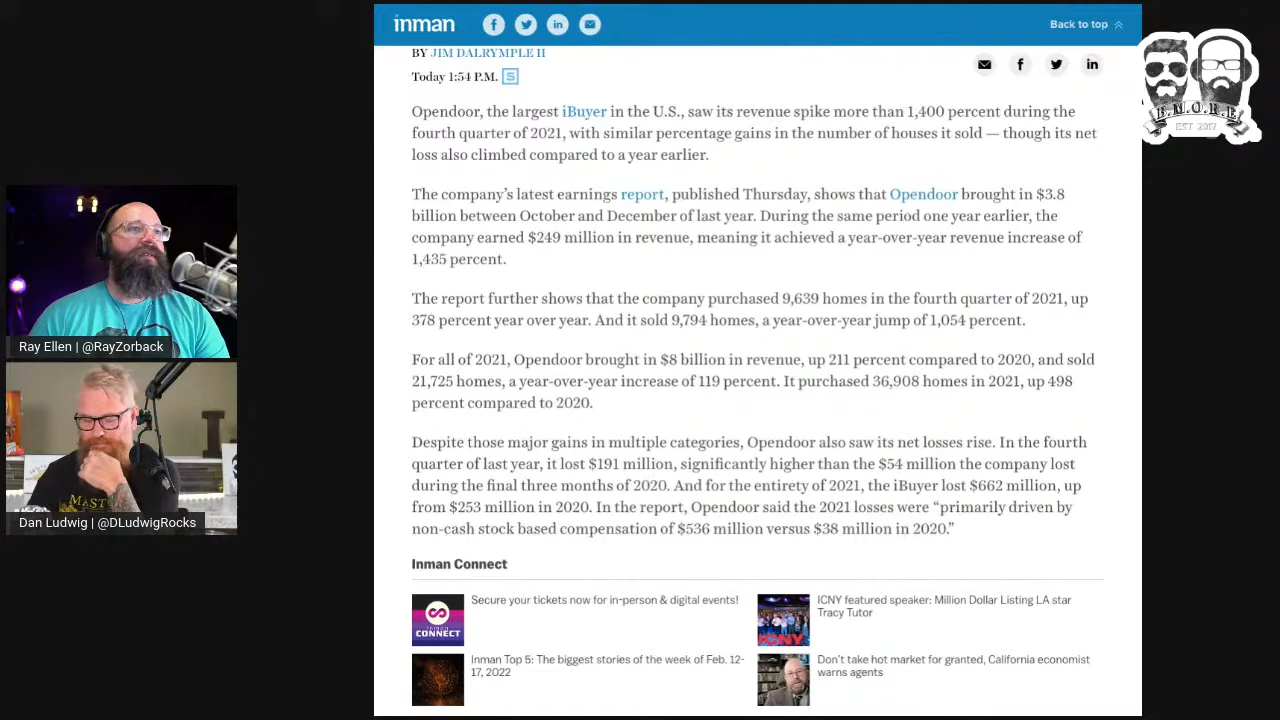 inman
Back to top
BY JIM DALRYMPLE II
Today 1:54 P.M. S
Opendoor, the largest iBuyer in the U.S., saw its revenue spike more than 1,400 percent during the
fourth quarter of 2021, with similar percentage gains in the number of houses it sold — though its net
loss also climbed compared to a year earlier.
The company’s latest earnings report, published Thursday, shows that Opendoor brought in $3.8
billion between October and December of last year. During the same period one year earlier, the
company earned $249 million in revenue, meaning it achieved a year-over-year revenue increase of
1,435 percent.
The report further shows that the company purchased 9,639 homes in the fourth quarter of 2021, up
378 percent year over year. And it sold 9,794 homes, a year-over-year jump of 1,054 percent.
For all of 2021, Opendoor brought in $8 billion in revenue, up 211 percent compared to 2020, and sold
21,725 homes, a year-over-year increase of 119 percent. It purchased 36,908 homes in 2021, up 498
percent compared to 2020.
Despite those major gains in multiple categories, Opendoor also saw its net losses rise. In the fourth
quarter of last year, it lost $191 million, significantly higher than the $54 million the company lost
during the final three months of 2020. And for the entirety of 2021, the iBuyer lost $662 million, up
from $253 million in 2020. In the report, Opendoor said the 2021 losses were “primarily driven by
non-cash stock based compensation of $536 million versus $38 million in 2020.”
Inman Connect
Secure your tickets now for in-person & digital events!
inman
CONNECT
Inman Top 5: The biggest stories of the week of Feb. 12-
17, 2022
ICNY featured speaker: Million Dollar Listing LA star
Tracy Tutor
ICNY
Don’t take hot market for granted, California economist
warns agents
B.M.O.R.E
EST 2017
Ray Ellen | @RayZorback
Dan Ludwig | @DLudwigRocks